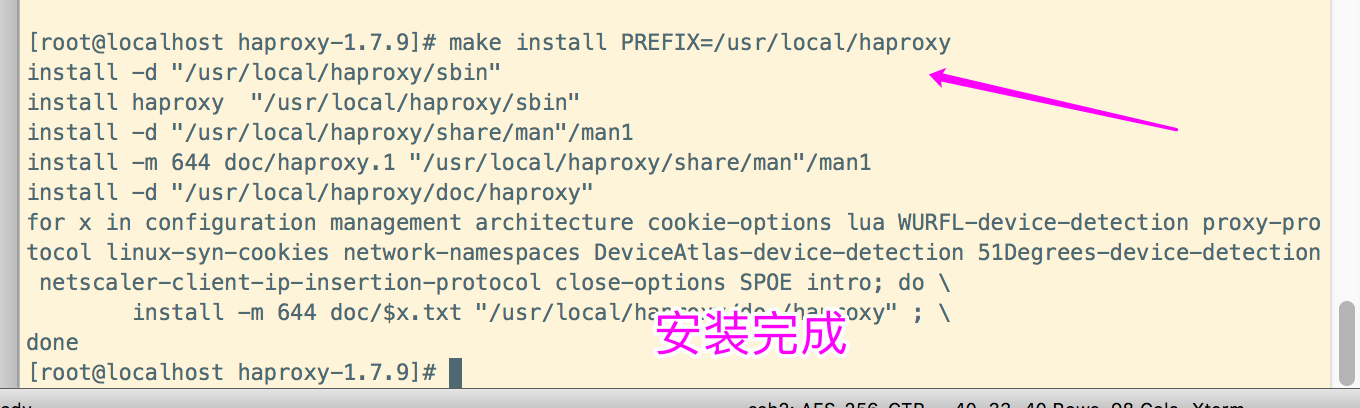 [root@localhost haproxy-1.7.9]# make install PREFIX=/usr/local/haproxy
install -d "/usr/local/haproxy/sbin"
install haproxy  "/usr/local/haproxy/sbin"
install -d "/usr/local/haproxy/share/man"/man1
install -m 644 doc/haproxy.1 "/usr/local/haproxy/share/man"/man1
install -d "/usr/local/haproxy/doc/haproxy"
for x in configuration management architecture cookie-options lua WURFL-device-detection proxy-pro
tocol linux-syn-cookies network-namespaces DeviceAtlas-device-detection 51Degrees-device-detection
netscaler-client-ip-insertion-protocol close-options SPOE intro; do \
install -m 644 doc/$x.txt "/usr/local/haproxy/doc/haproxy" ; \
安装完成
done
[root@localhost haproxy-1.7.9]#